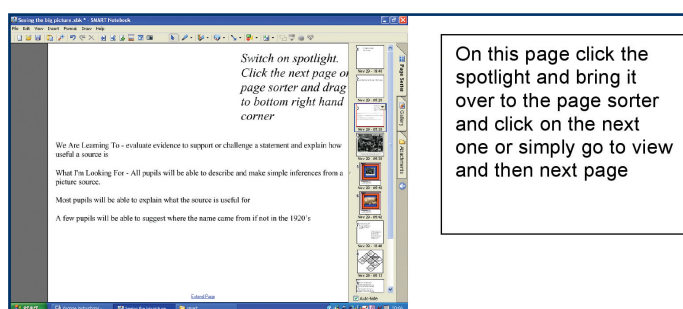 Seeing the big picture.xbk * - SMART Notebook
File Edit View Insert Format Draw Help
Switch on spotlight.
Click the next page on
page sorter and drag
to bottom right hand
corner
We Are Learning To - evaluate evidence to support or challenge a statement and explain how
useful a source is
What I'm Looking For - All pupils will be able to describe and make simple inferences from a
picture source.
Most pupils will be able to explain what the source is useful for
A few pupils will be able to suggest where the name came from if not in the 1920's
Extend Page
Page Sorter
Gallery
Attachments
Auto-hide
On this page click the
spotlight and bring it
over to the page sorter
and click on the next
one or simply go to view
and then next page